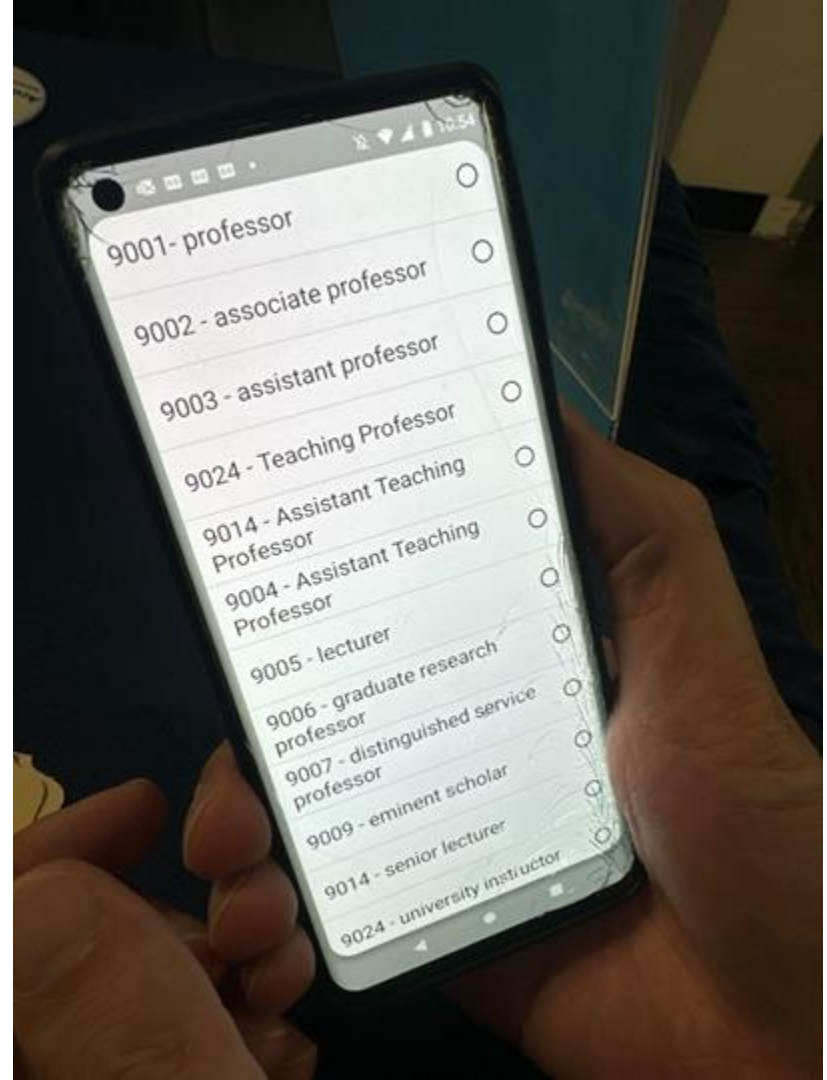 10:54
9001- professor
9002 - associate professor
9003 - assistant professor
9024 - Teaching Professor
9014 - Assistant Teaching
Professor
9004 - Assistant Teaching
Professor
9005 - lecturer
9006 - graduate research
professor
9007 - distinguished service
professor
9009 - eminent scholar
9014 - senior lecturer
9024 - university instructor